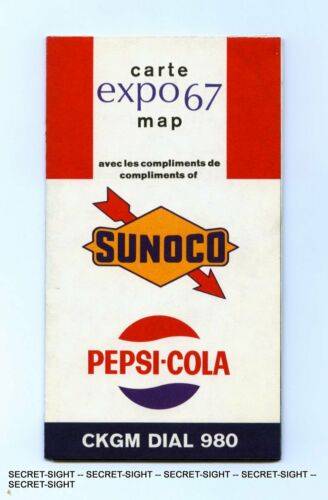 carte
expo67
map
avec les compliments de
compliments of
SUNOCO
PEPSI-COLA
CKGM DIAL 980
SECRET-SIGHT -- SECRET-SIGHT -- SECRET-SIGHT -- SECRET-SIGHT --
SECRET-SIGHT